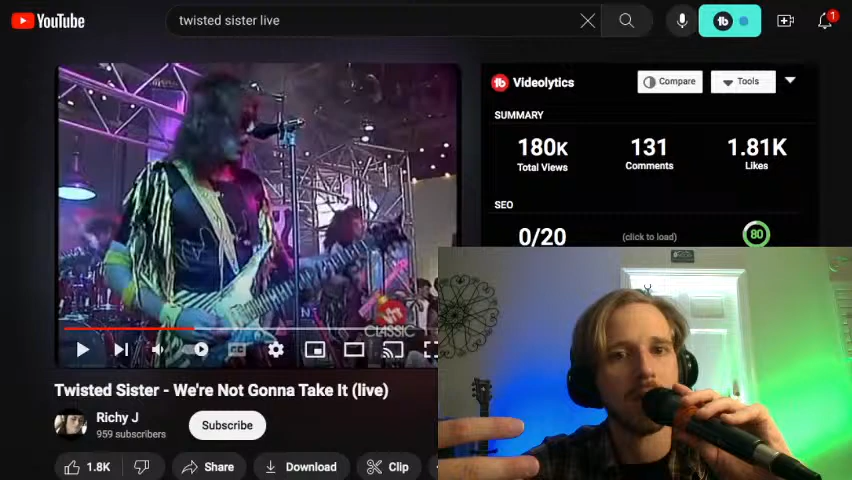 YouTube
twisted sister live
1
Videolytics
Compare
Tools
SUMMARY
180K
131
1.81K
Total Views
Comments
Likes
SEO
0/20
(click to load)
80
CLASSIC
Twisted Sister - We're Not Gonna Take It (live)
Richy J
959 subscribers
Subscribe
1.8K
Share
Download
Clip